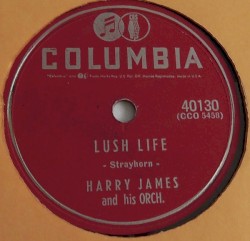 COLUMBIA
40130
(CCO 5458)
LUSH LIFE
- Strayhorn -
HARRY JAMES
and his ORCH.